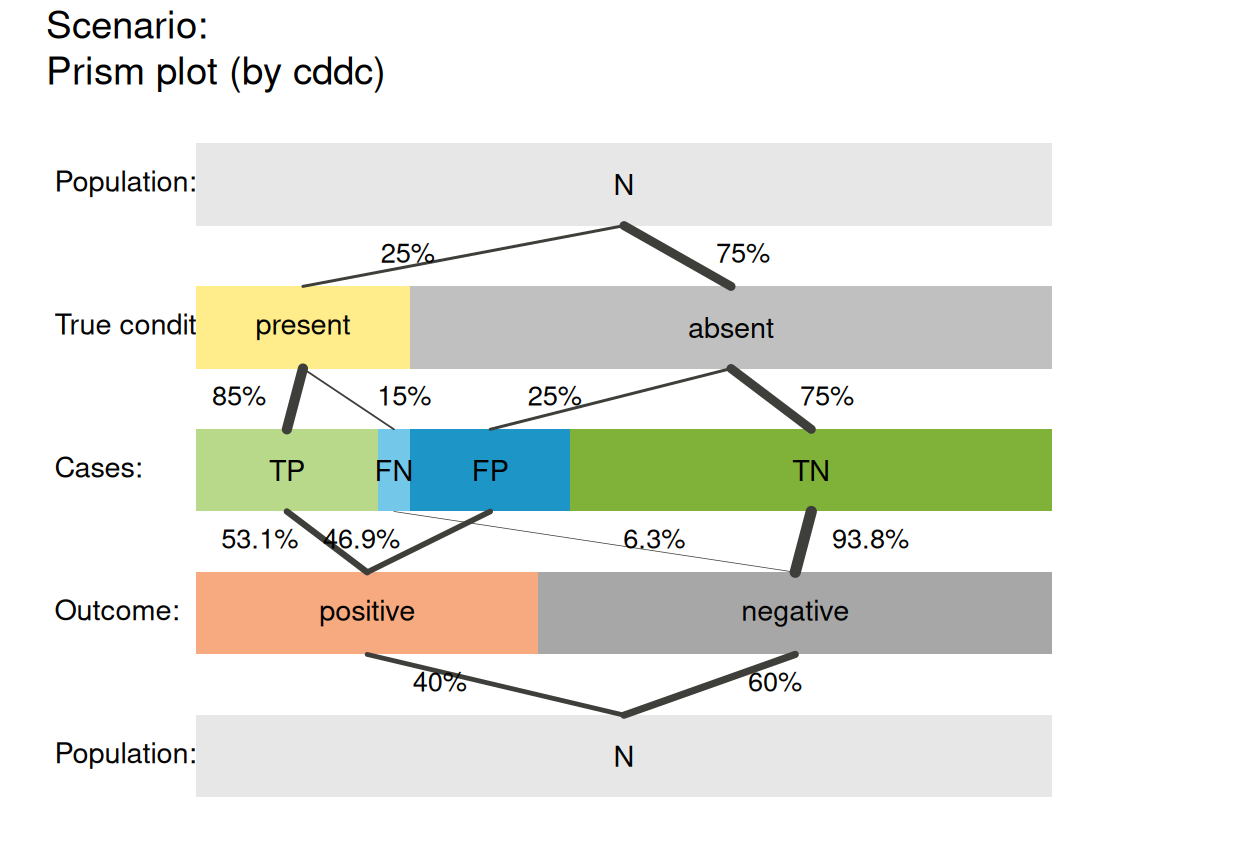 Scenario:
Prism plot (by cddc)
Population:
N
25%
75%
True condit
present
absent
85%
15%
25%
75%
Cases:
TP
FN
FP
TN
53.1%
46.9%
6.3%
93.8%
Outcome:
positive
negative
40%
60%
Population:
N